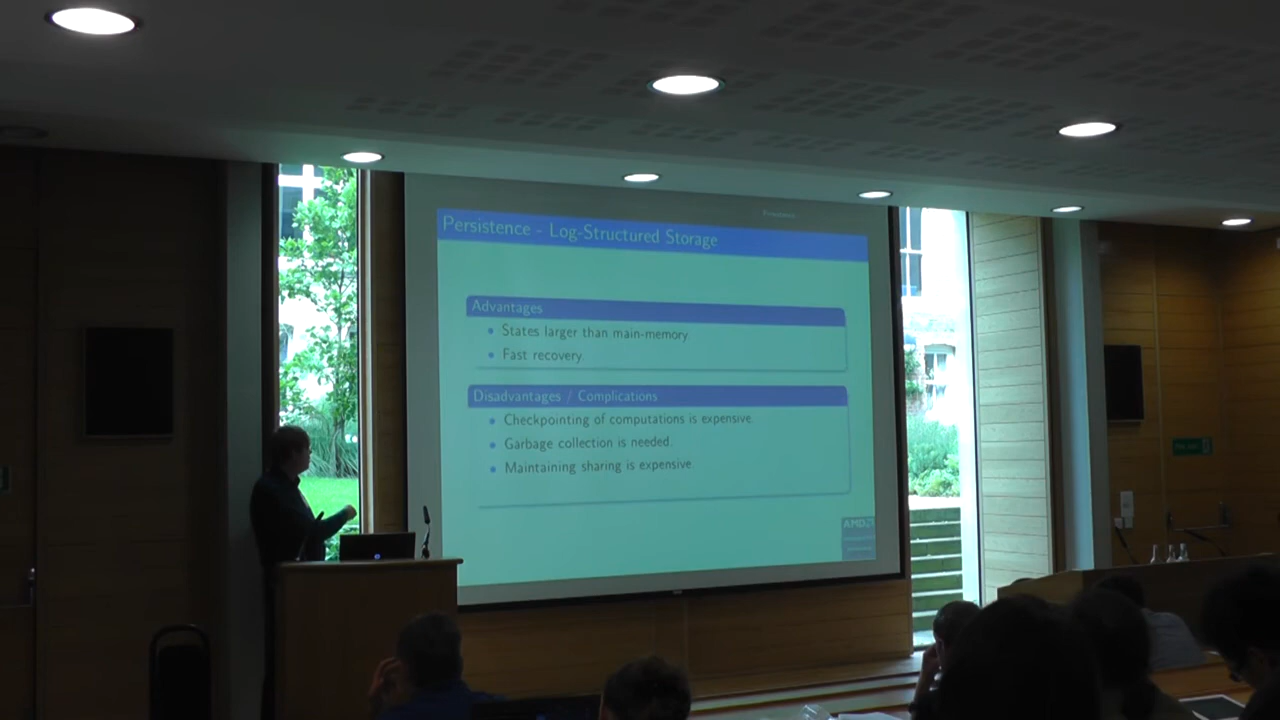 Persistence - Log-Structured Storage
Advantages
States larger than main-memory.
Fast recovery.
Disadvantages / Complications
Checkpointing of computations is expensive.
Garbage collection is needed.
Maintaining sharing is expensive.
AMD